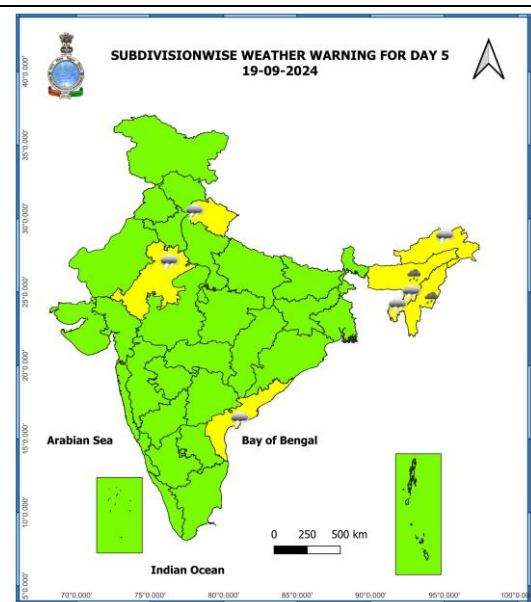 SUBDIVISIONWISE WEATHER WARNING FOR DAY 5
19-09-2024
40°0.000'
35°0.000'
30°0.000'
25°0.000'
20°0.000'
15°0.000'
10°0.000'
5°0.000'
Arabian Sea
Bay of Bengal
0 250 500 km
Indian Ocean
70°0.000' 75°0.000' 80°0.000' 85°0.000' 90°0.000' 95°0.000' 100°0.00